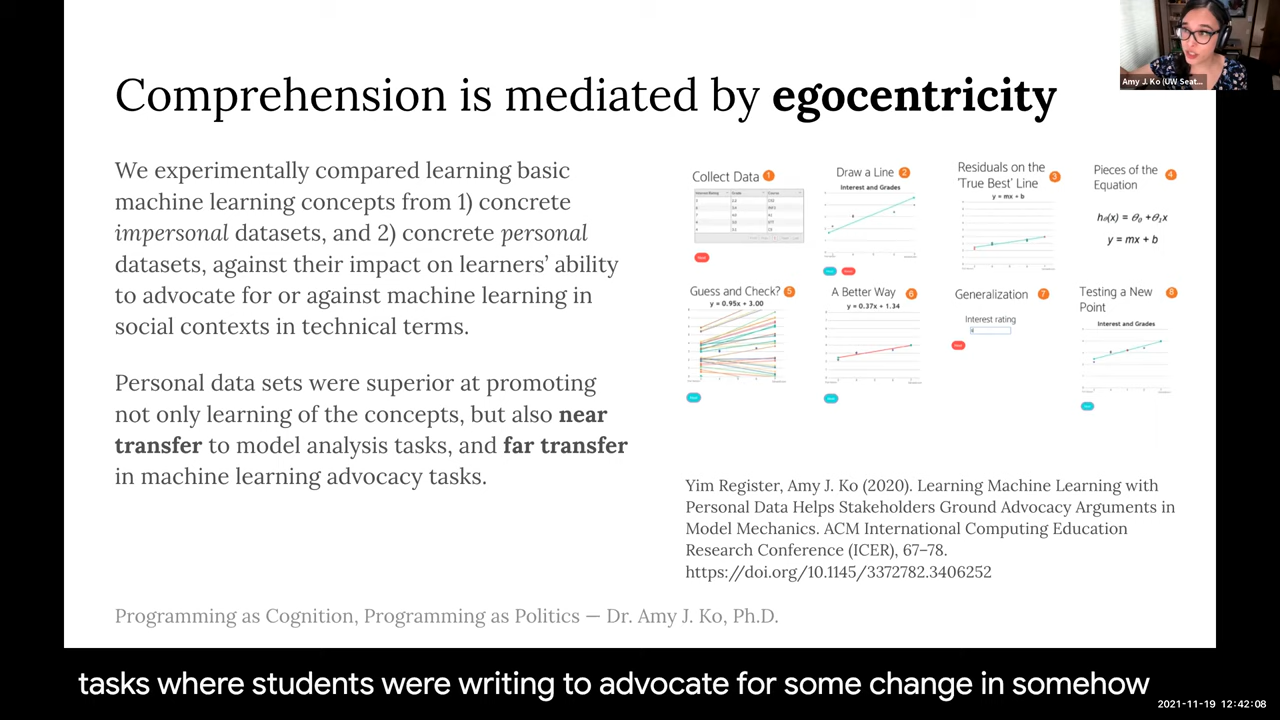 Comprehension is mediated by egocentricity
Amy J. Ko (UW Seat...
We experimentally compared learning basic
machine learning concepts from 1) concrete
impersonal datasets, and 2) concrete personal
datasets, against their impact on learners’ ability
to advocate for or against machine learning in
social contexts in technical terms.
Personal data sets were superior at promoting
not only learning of the concepts, but also near
transfer to model analysis tasks, and far transfer
in machine learning advocacy tasks.
Collect Data 1
Draw a Line 2
Interest and Grades
Residuals on the 3
'True Best' Line
y = mx + b
Pieces of the 4
Equation
y = mx + b
Guess and Check? 5
y = 0.95x + 3.00
A Better Way 6
y = 0.37x + 1.34
Generalization 7
Interest rating
Testing a New 8
Point
Interest and Grades
Yim Register, Amy J. Ko (2020). Learning Machine Learning with
Personal Data Helps Stakeholders Ground Advocacy Arguments in
Model Mechanics. ACM International Computing Education
Research Conference (ICER), 67–78.
https://doi.org/10.1145/3372782.3406252
Programming as Cognition, Programming as Politics — Dr. Amy J. Ko, Ph.D.
tasks where students were writing to advocate for some change in somehow
2021-11-19 12:42:08